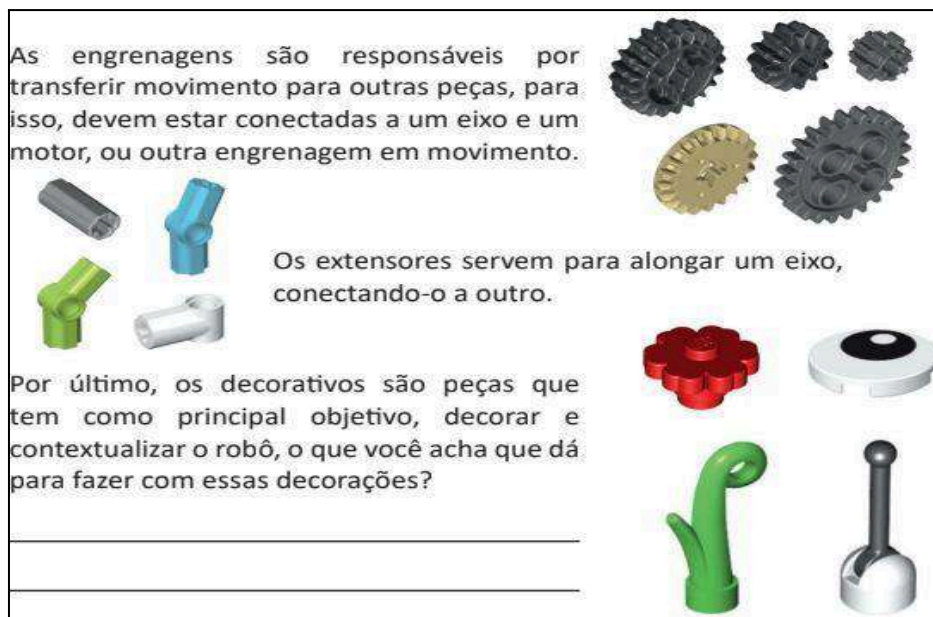 As engrenagens são responsáveis por
transferir movimento para outras peças, para
isso, devem estar conectadas a um eixo e um
motor, ou outra engrenagem em movimento.
Os extensores servem para alongar um eixo,
conectando-o a outro.
Por último, os decorativos são peças que
tem como principal objetivo, decorar e
contextualizar o robô, o que você acha que dá
para fazer com essas decorações?